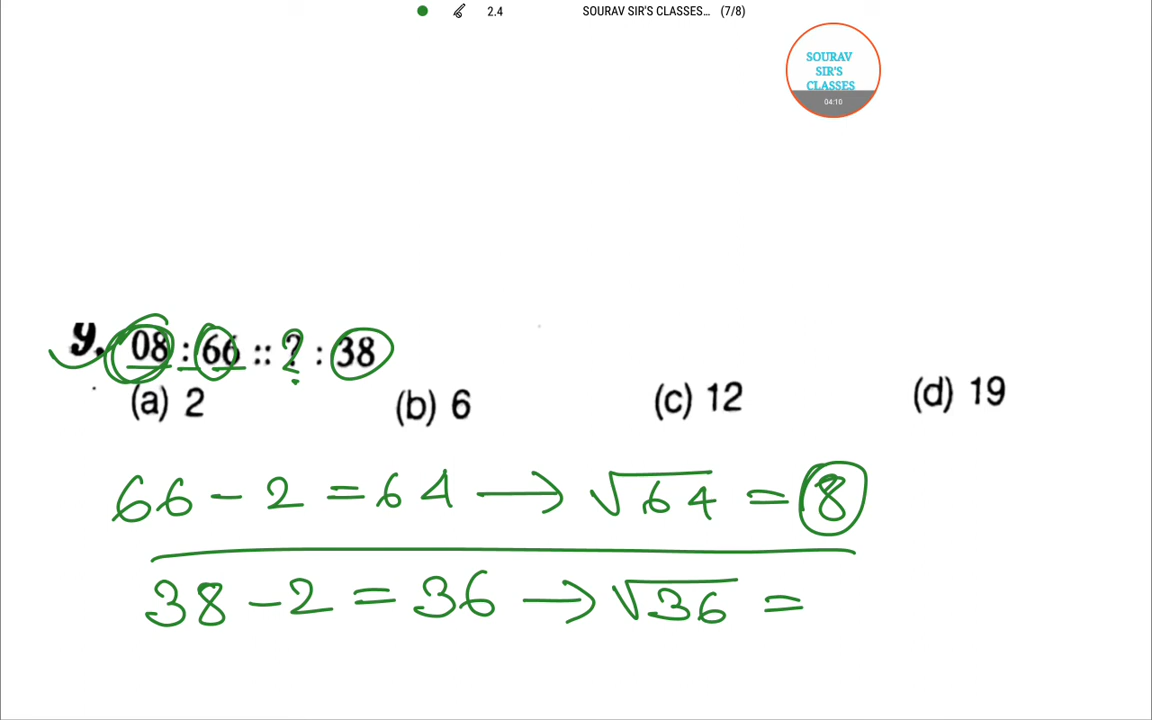 2.4 SOURAV SIR'S CLASSES... (7/8)
SOURAV
SIR'S
CLASSES
04:10
9. 08 : 66 :: ? : 38
(a) 2 (b) 6 (c) 12 (d) 19
66 - 2 = 64 → √64 = 8
38 - 2 = 36 → √36 =